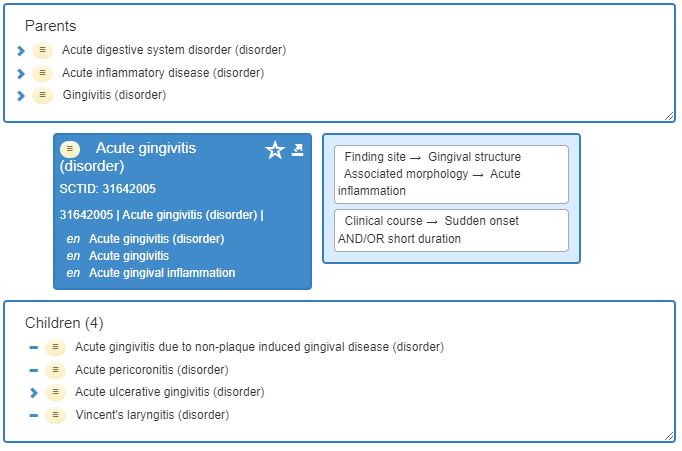 Parents
Acute digestive system disorder (disorder)
Acute inflammatory disease (disorder)
Gingivitis (disorder)
Acute gingivitis
(disorder)
SCTID: 31642005
31642005 | Acute gingivitis (disorder) |
en Acute gingivitis (disorder)
en Acute gingivitis
en Acute gingival inflammation
Finding site → Gingival structure
Associated morphology → Acute
inflammation
Clinical course → Sudden onset
AND/OR short duration
Children (4)
Acute gingivitis due to non-plaque induced gingival disease (disorder)
Acute pericoronitis (disorder)
Acute ulcerative gingivitis (disorder)
Vincent's laryngitis (disorder)